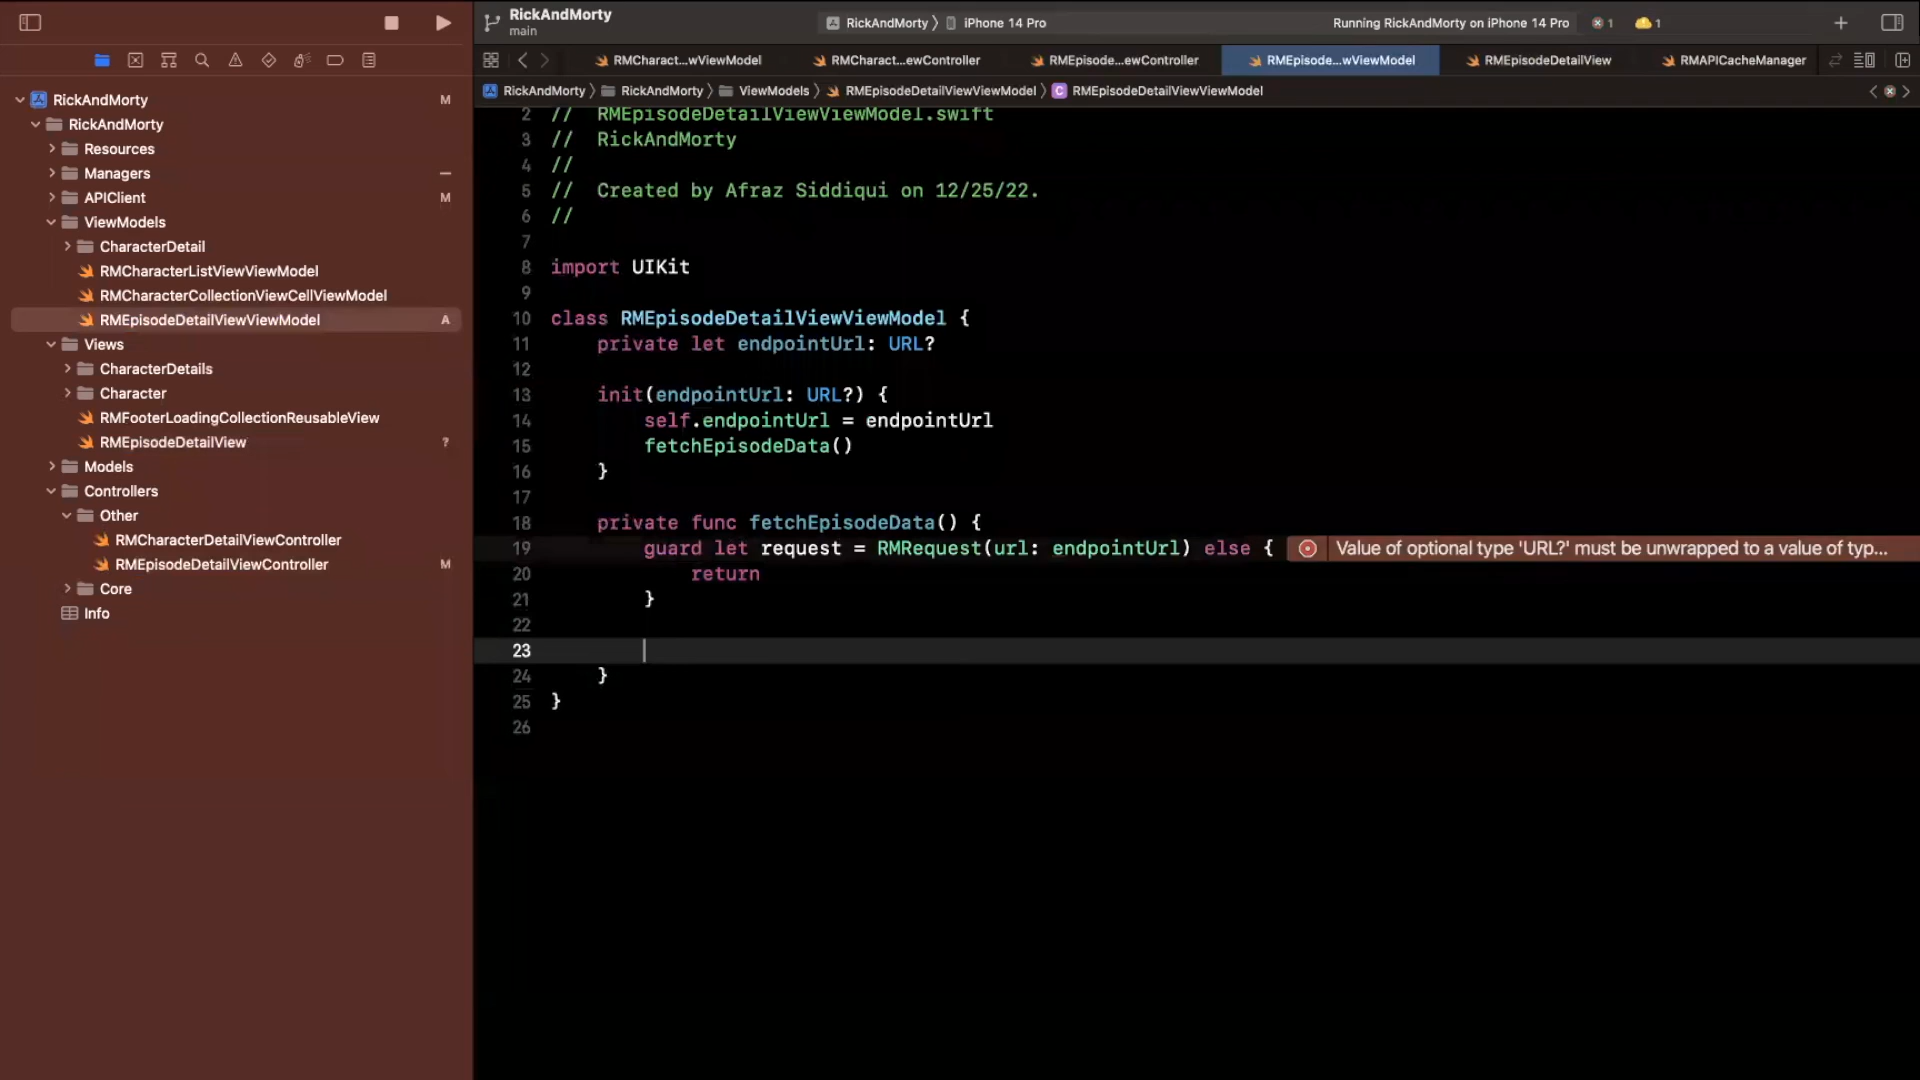 RickAndMorty
main
RickAndMorty
iPhone 14 Pro
Running RickAndMorty on iPhone 14 Pro
1
1
RMCharact...wViewModel
RMCharact...ewController
RMEpisode...ewController
RMEpisode...wViewModel
RMEpisodeDetailView
RMAPICacheManager
RickAndMorty
RickAndMorty
ViewModels
RMEpisodeDetailViewViewModel
C RMEpisodeDetailViewViewModel
RickAndMorty M
RickAndMorty
Resources
Managers
APIClient M
ViewModels
CharacterDetail
RMCharacterListViewViewModel
RMCharacterCollectionViewCellViewModel
RMEpisodeDetailViewViewModel A
Views
CharacterDetails
Character
RMFooterLoadingCollectionReusableView
RMEpisodeDetailView ?
Models
Controllers
Other
RMCharacterDetailViewController
RMEpisodeDetailViewController M
Core
Info
2 // RMEpisodeDetailViewViewModel.swift
3 // RickAndMorty
4 //
5 // Created by Afraz Siddiqui on 12/25/22.
6 //
7
8 import UIKit
9
10 class RMEpisodeDetailViewViewModel {
11 private let endpointUrl: URL?
12
13 init(endpointUrl: URL?) {
14 self.endpointUrl = endpointUrl
15 fetchEpisodeData()
16 }
17
18 private func fetchEpisodeData() {
19 guard let request = RMRequest(url: endpointUrl) else { Value of optional type 'URL?' must be unwrapped to a value of typ...
20 return
21 }
22
23
24 }
25 }
26